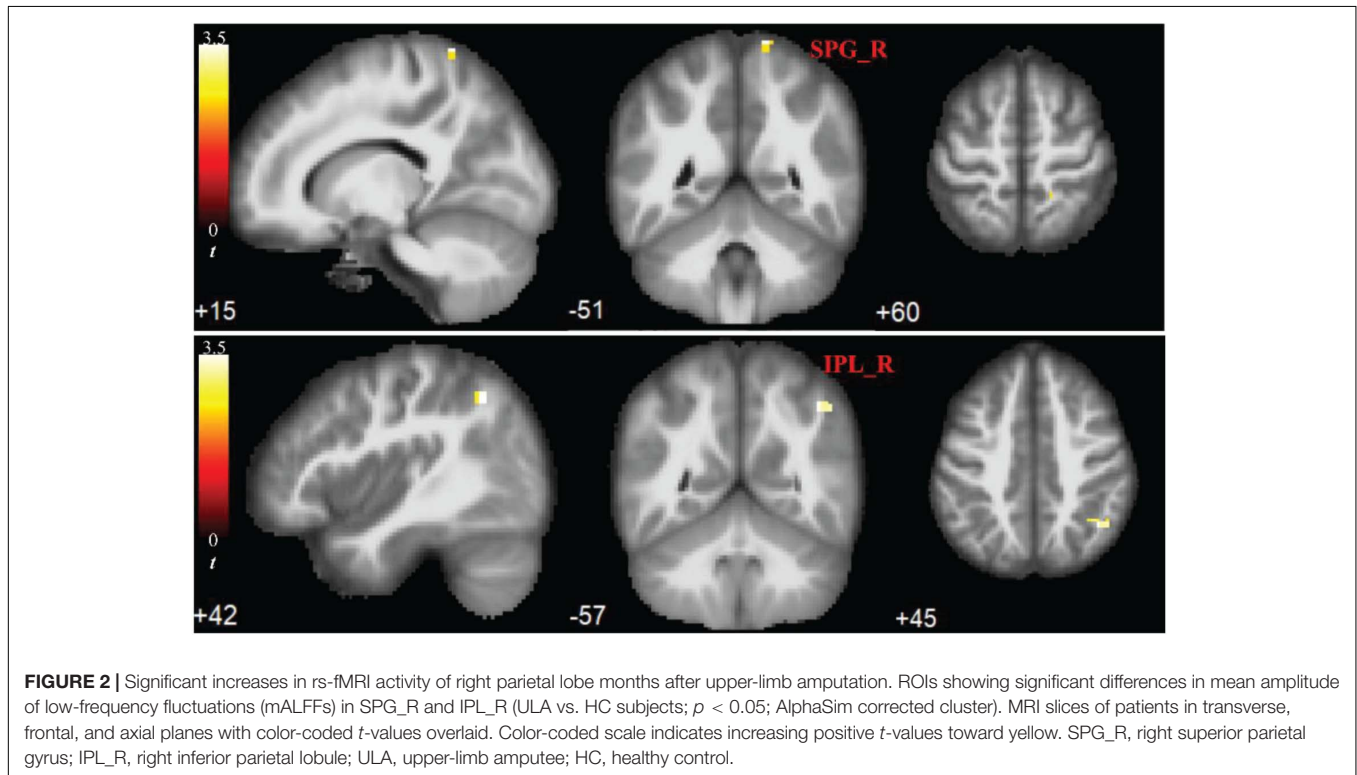 3.5
SPG_R
0
t
+15
-51
+60
3.5
IPL_R
0
t
+42
-57
+45
FIGURE 2 | Significant increases in rs-fMRI activity of right parietal lobe months after upper-limb amputation. ROIs showing significant differences in mean amplitude
of low-frequency fluctuations (mALFFs) in SPG_R and IPL_R (ULA vs. HC subjects; p < 0.05; AlphaSim corrected cluster). MRI slices of patients in transverse,
frontal, and axial planes with color-coded t-values overlaid. Color-coded scale indicates increasing positive t-values toward yellow. SPG_R, right superior parietal
gyrus; IPL_R, right inferior parietal lobule; ULA, upper-limb amputee; HC, healthy control.